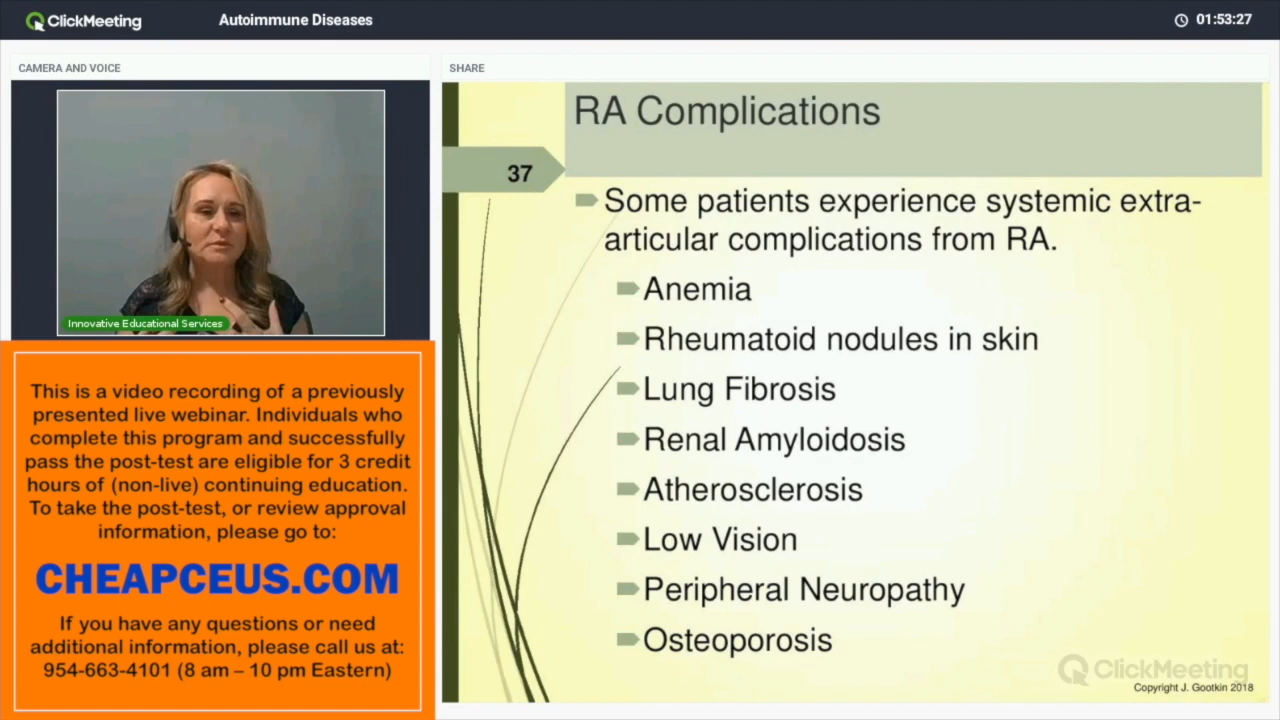 ClickMeeting
Autoimmune Diseases
01:53:27
CAMERA AND VOICE
SHARE
Innovative Educational Services
This is a video recording of a previously
presented live webinar. Individuals who
complete this program and successfully
pass the post-test are eligible for 3 credit
hours of (non-live) continuing education.
To take the post-test, or review approval
information, please go to:
CHEAPCEUS.COM
If you have any questions or need
additional information, please call us at:
954-663-4101 (8 am – 10 pm Eastern)
RA Complications
37
Some patients experience systemic extra-
articular complications from RA.
Anemia
Rheumatoid nodules in skin
Lung Fibrosis
Renal Amyloidosis
Atherosclerosis
Low Vision
Peripheral Neuropathy
Osteoporosis
ClickMeeting
Copyright J. Gootkin 2018